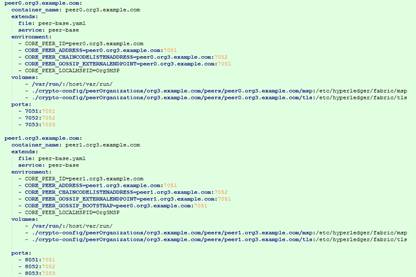 peer0.org3.example.com:
container_name: peer0.org3.example.com
extends:
file: peer-base.yaml
service: peer-base
environment:
- CORE_PEER_ID=peer0.org3.example.com
- CORE_PEER_ADDRESS=peer0.org3.example.com:7051
- CORE_PEER_CHAINCODELISTENADDRESS=peer0.org3.example.com:7052
- CORE_PEER_GOSSIP_EXTERNALENDPOINT=peer0.org3.example.com:7051
- CORE_PEER_LOCALMSPID=Org3MSP
volumes:
- /var/run/:/host/var/run/
- ./crypto-config/peerOrganizations/org3.example.com/peers/peer0.org3.example.com/msp:/etc/hyperledger/fabric/msp
- ./crypto-config/peerOrganizations/org3.example.com/peers/peer0.org3.example.com/tls:/etc/hyperledger/fabric/tls
ports:
- 7051:7051
- 7052:7052
- 7053:7053
peer1.org3.example.com:
container_name: peer1.org3.example.com
extends:
file: peer-base.yaml
service: peer-base
environment:
- CORE_PEER_ID=peer1.org3.example.com
- CORE_PEER_ADDRESS=peer1.org3.example.com:7051
- CORE_PEER_CHAINCODELISTENADDRESS=peer1.org3.example.com:7052
- CORE_PEER_GOSSIP_EXTERNALENDPOINT=peer1.org3.example.com:7051
- CORE_PEER_GOSSIP_BOOTSTRAP=peer0.org3.example.com:7051
- CORE_PEER_LOCALMSPID=Org3MSP
volumes:
- /var/run/:/host/var/run/
- ./crypto-config/peerOrganizations/org3.example.com/peers/peer1.org3.example.com/msp:/etc/hyperledger/fabric/msp
- ./crypto-config/peerOrganizations/org3.example.com/peers/peer1.org3.example.com/tls:/etc/hyperledger/fabric/tls
ports:
- 8051:7051
- 8052:7052
- 8053:7053